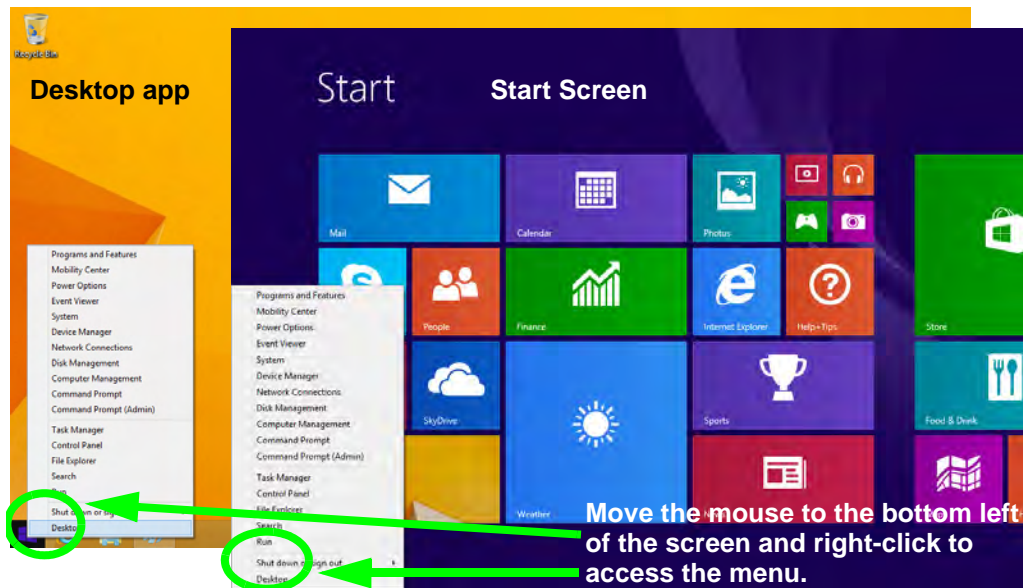 Recycle Bin
Desktop app
Start
Start Screen
Mail
Calendar
Photos
People
Finance
Internet Explorer
Help+Tips
Store
SkyDrive
Sports
Food & Drink
Weather
Programs and Features
Mobility Center
Power Options
Event Viewer
System
Device Manager
Network Connections
Disk Management
Computer Management
Command Prompt
Command Prompt (Admin)
Task Manager
Control Panel
File Explorer
Search
Run
Shut down or
Desktop
Programs and Features
Mobility Center
Power Options
Event Viewer
System
Device Manager
Network Connections
Disk Management
Computer Management
Command Prompt
Command Prompt (Admin)
Task Manager
Control Panel
File Explorer
Search
Run
Shut down or sign out
Desktop
Move the mouse to the bottom left
of the screen and right-click to
access the menu.